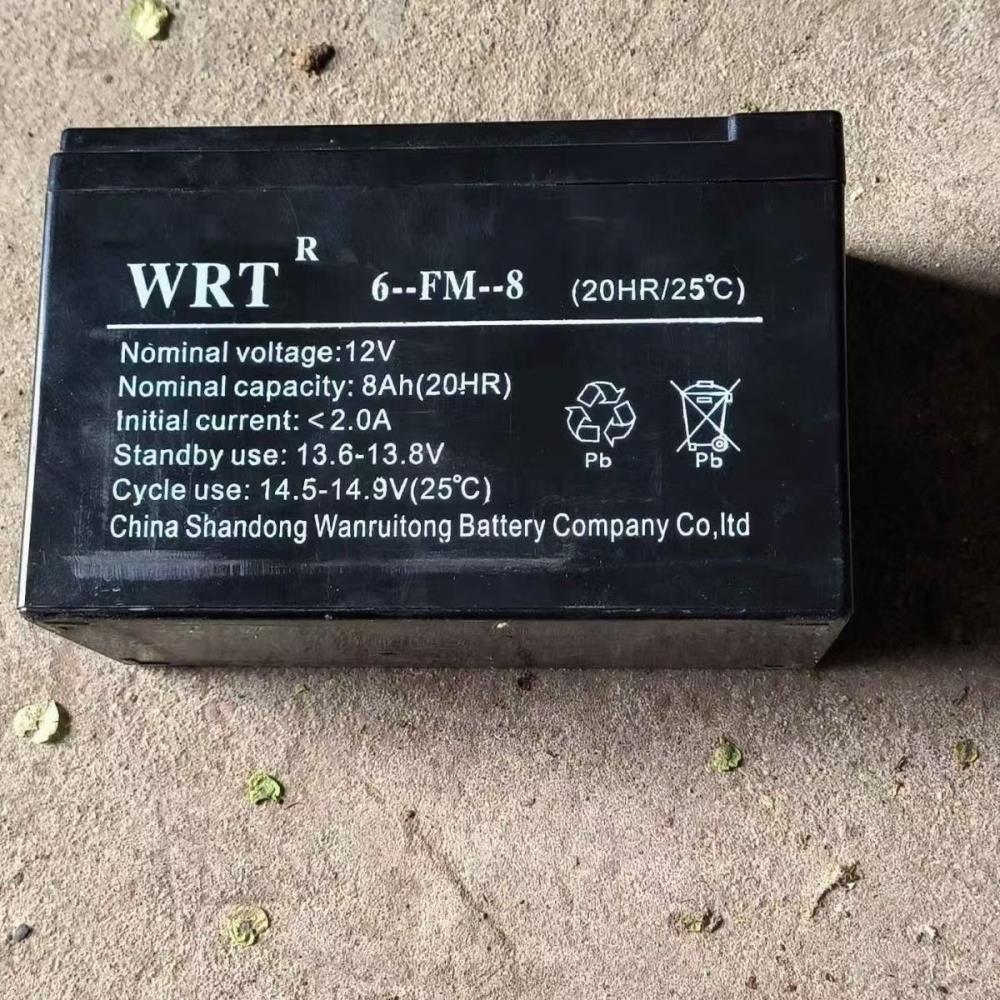 WRT R 6--FM--8 (20HR/25℃)
Nominal voltage:12V
Nominal capacity: 8Ah(20HR)
Initial current: <2.0A
Standby use: 13.6-13.8V
Cycle use: 14.5-14.9V(25℃)
China Shandong Wanruitong Battery Company Co,ltd
Pb Pb